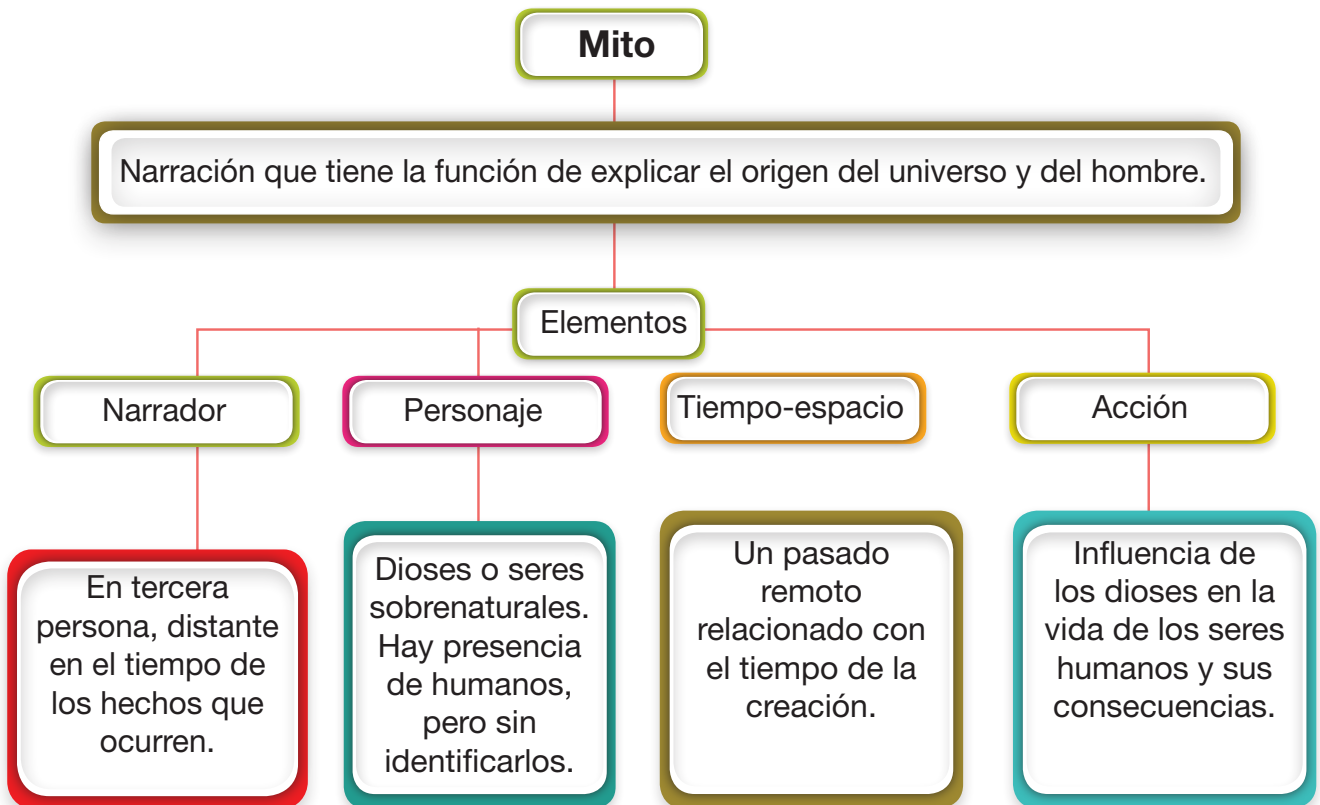 Mito
Narración que tiene la función de explicar el origen del universo y del hombre.
Elementos
Narrador
Personaje
Tiempo-espacio
Acción
En tercera
persona, distante
en el tiempo de
los hechos que
ocurren.
Dioses o seres
sobrenaturales.
Hay presencia
de humanos,
pero sin
identificarlos.
Un pasado
remoto
relacionado con
el tiempo de la
creación.
Influencia de
los dioses en la
vida de los seres
humanos y sus
consecuencias.